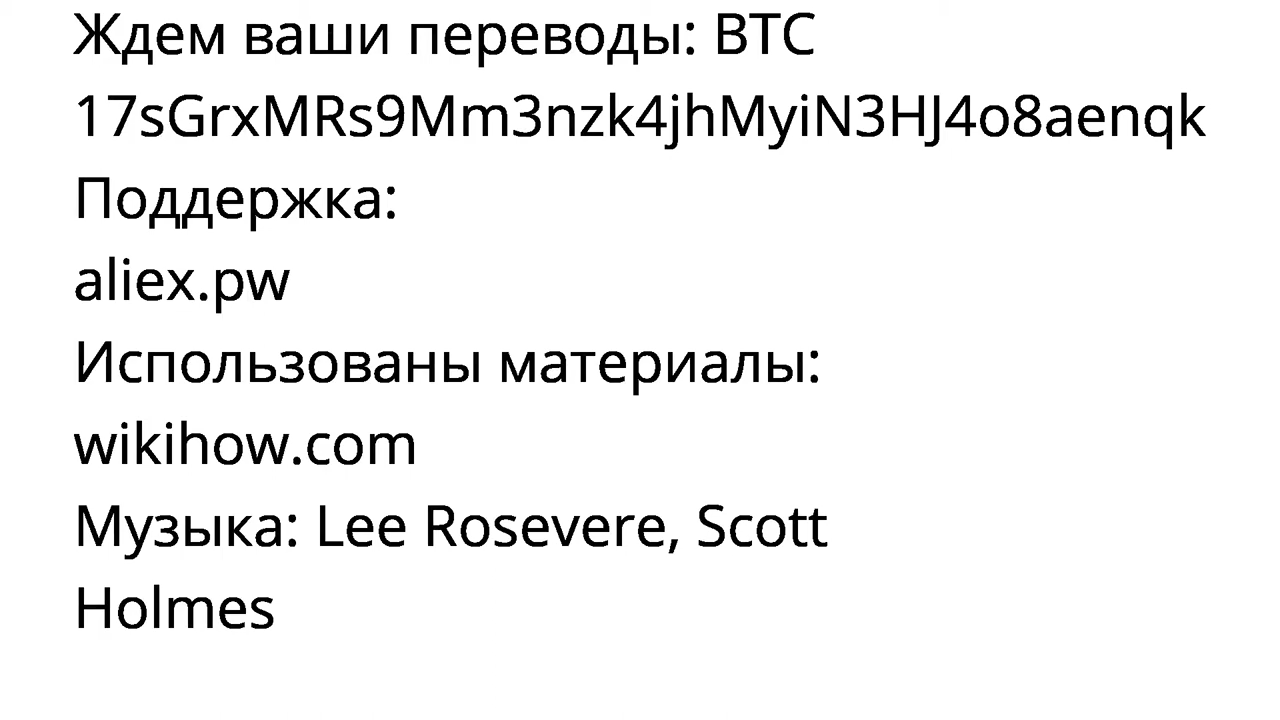 Ждем ваши переводы: BTC
17sGrxMRs9Mm3nzk4jhMyiN3HJ4o8aenqk
Поддержка:
aliex.pw
Использованы материалы:
wikihow.com
Музыка: Lee Rosevere, Scott
Holmes